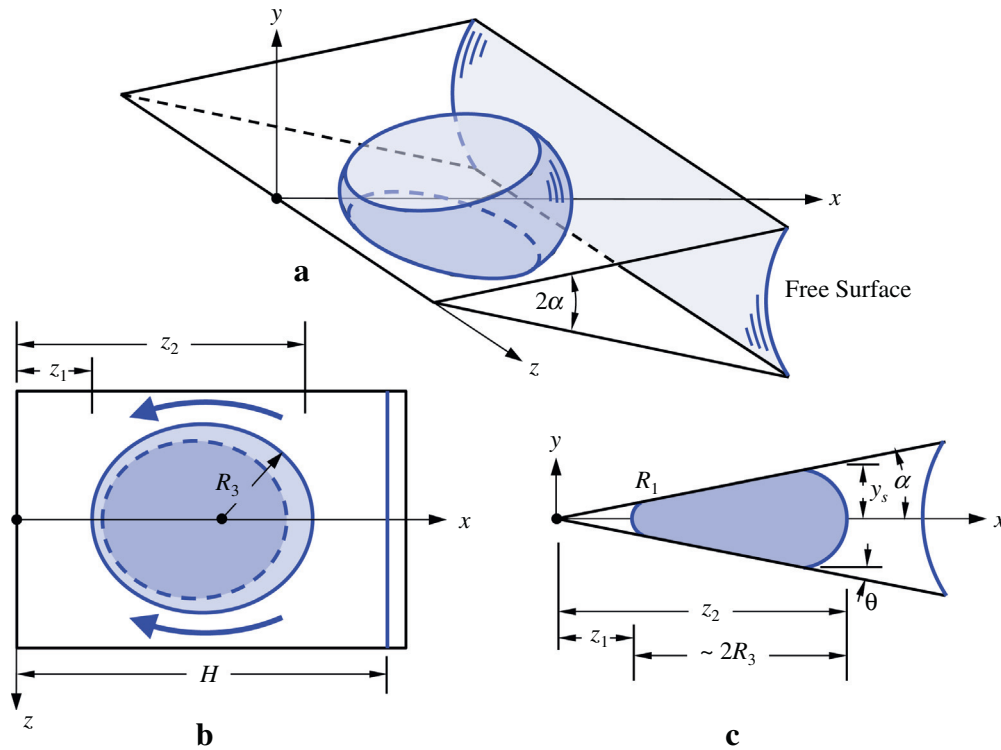 y
x
a
2α
Free Surface
z
z2
z1
R3
x
H
z
b
y
R1
ys
α
x
θ
z2
z1
~ 2R3
c